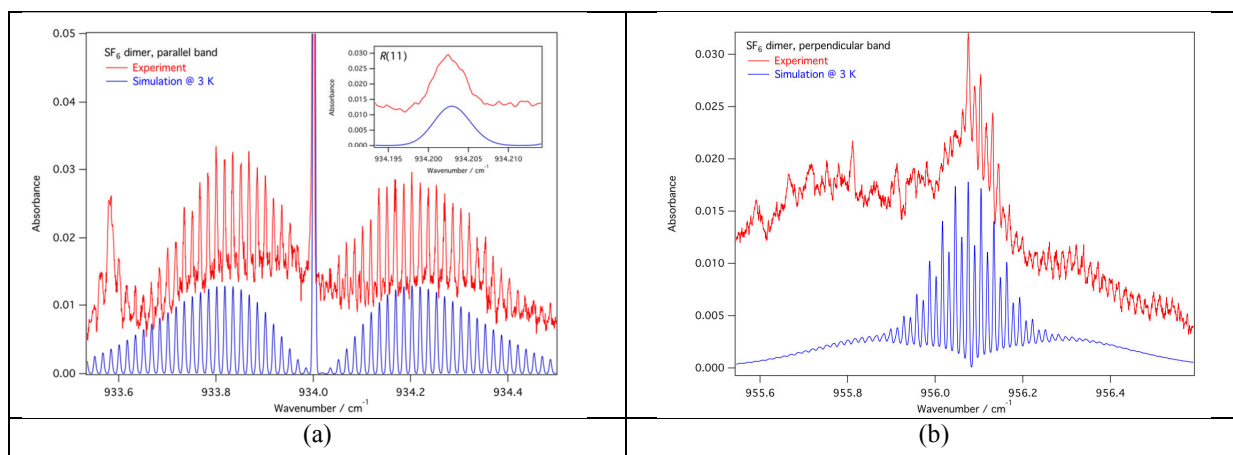 SF6 dimer, parallel band
Experiment
Simulation @ 3 K
R(11)
0.030
0.025
0.020
0.015
0.010
0.005
0.000
Absorbance
934.195 934.200 934.205 934.210
Wavenumber / cm-1
0.05
0.04
0.03
0.02
0.01
0.00
Absorbance
933.6 933.8 934.0 934.2 934.4
Wavenumber / cm-1
(a)
SF6 dimer, perpendicular band
Experiment
Simulation @ 3 K
0.030
0.025
0.020
0.015
0.010
0.005
0.000
Absorbance
955.6 955.8 956.0 956.2 956.4
Wavenumber / cm-1
(b)